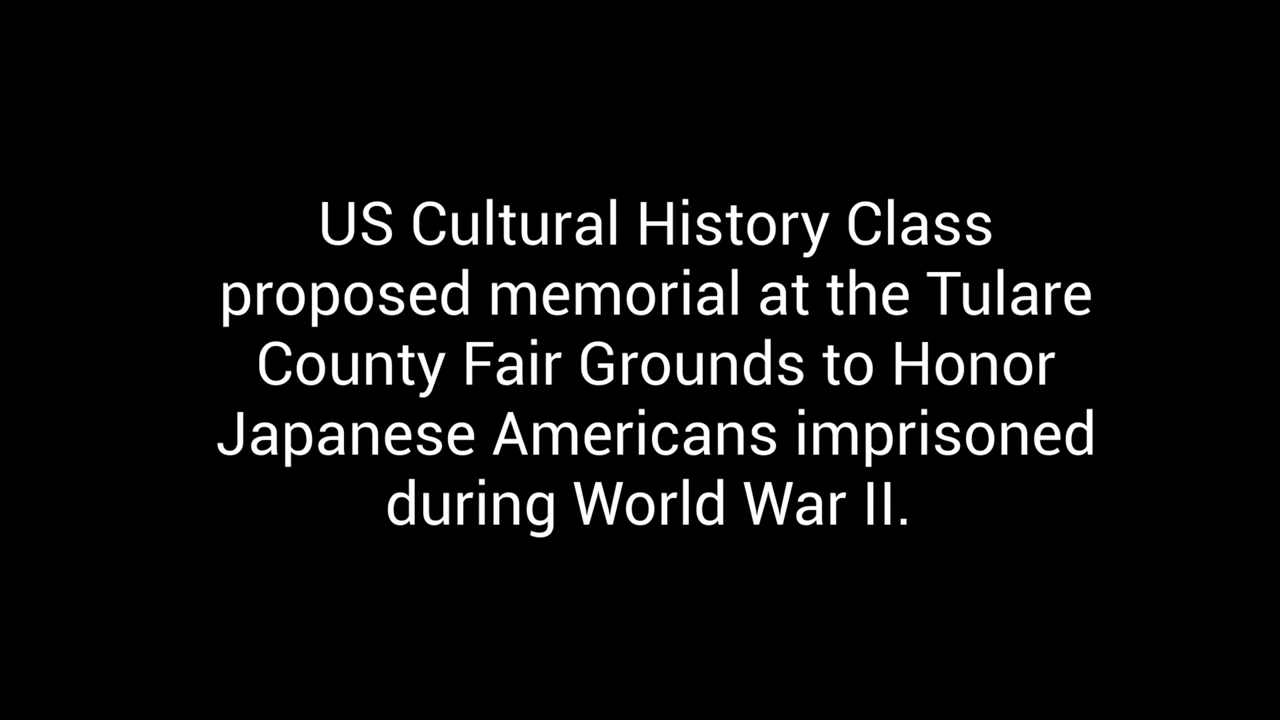 US Cultural History Class
proposed memorial at the Tulare
County Fair Grounds to Honor
Japanese Americans imprisoned
during World War II.